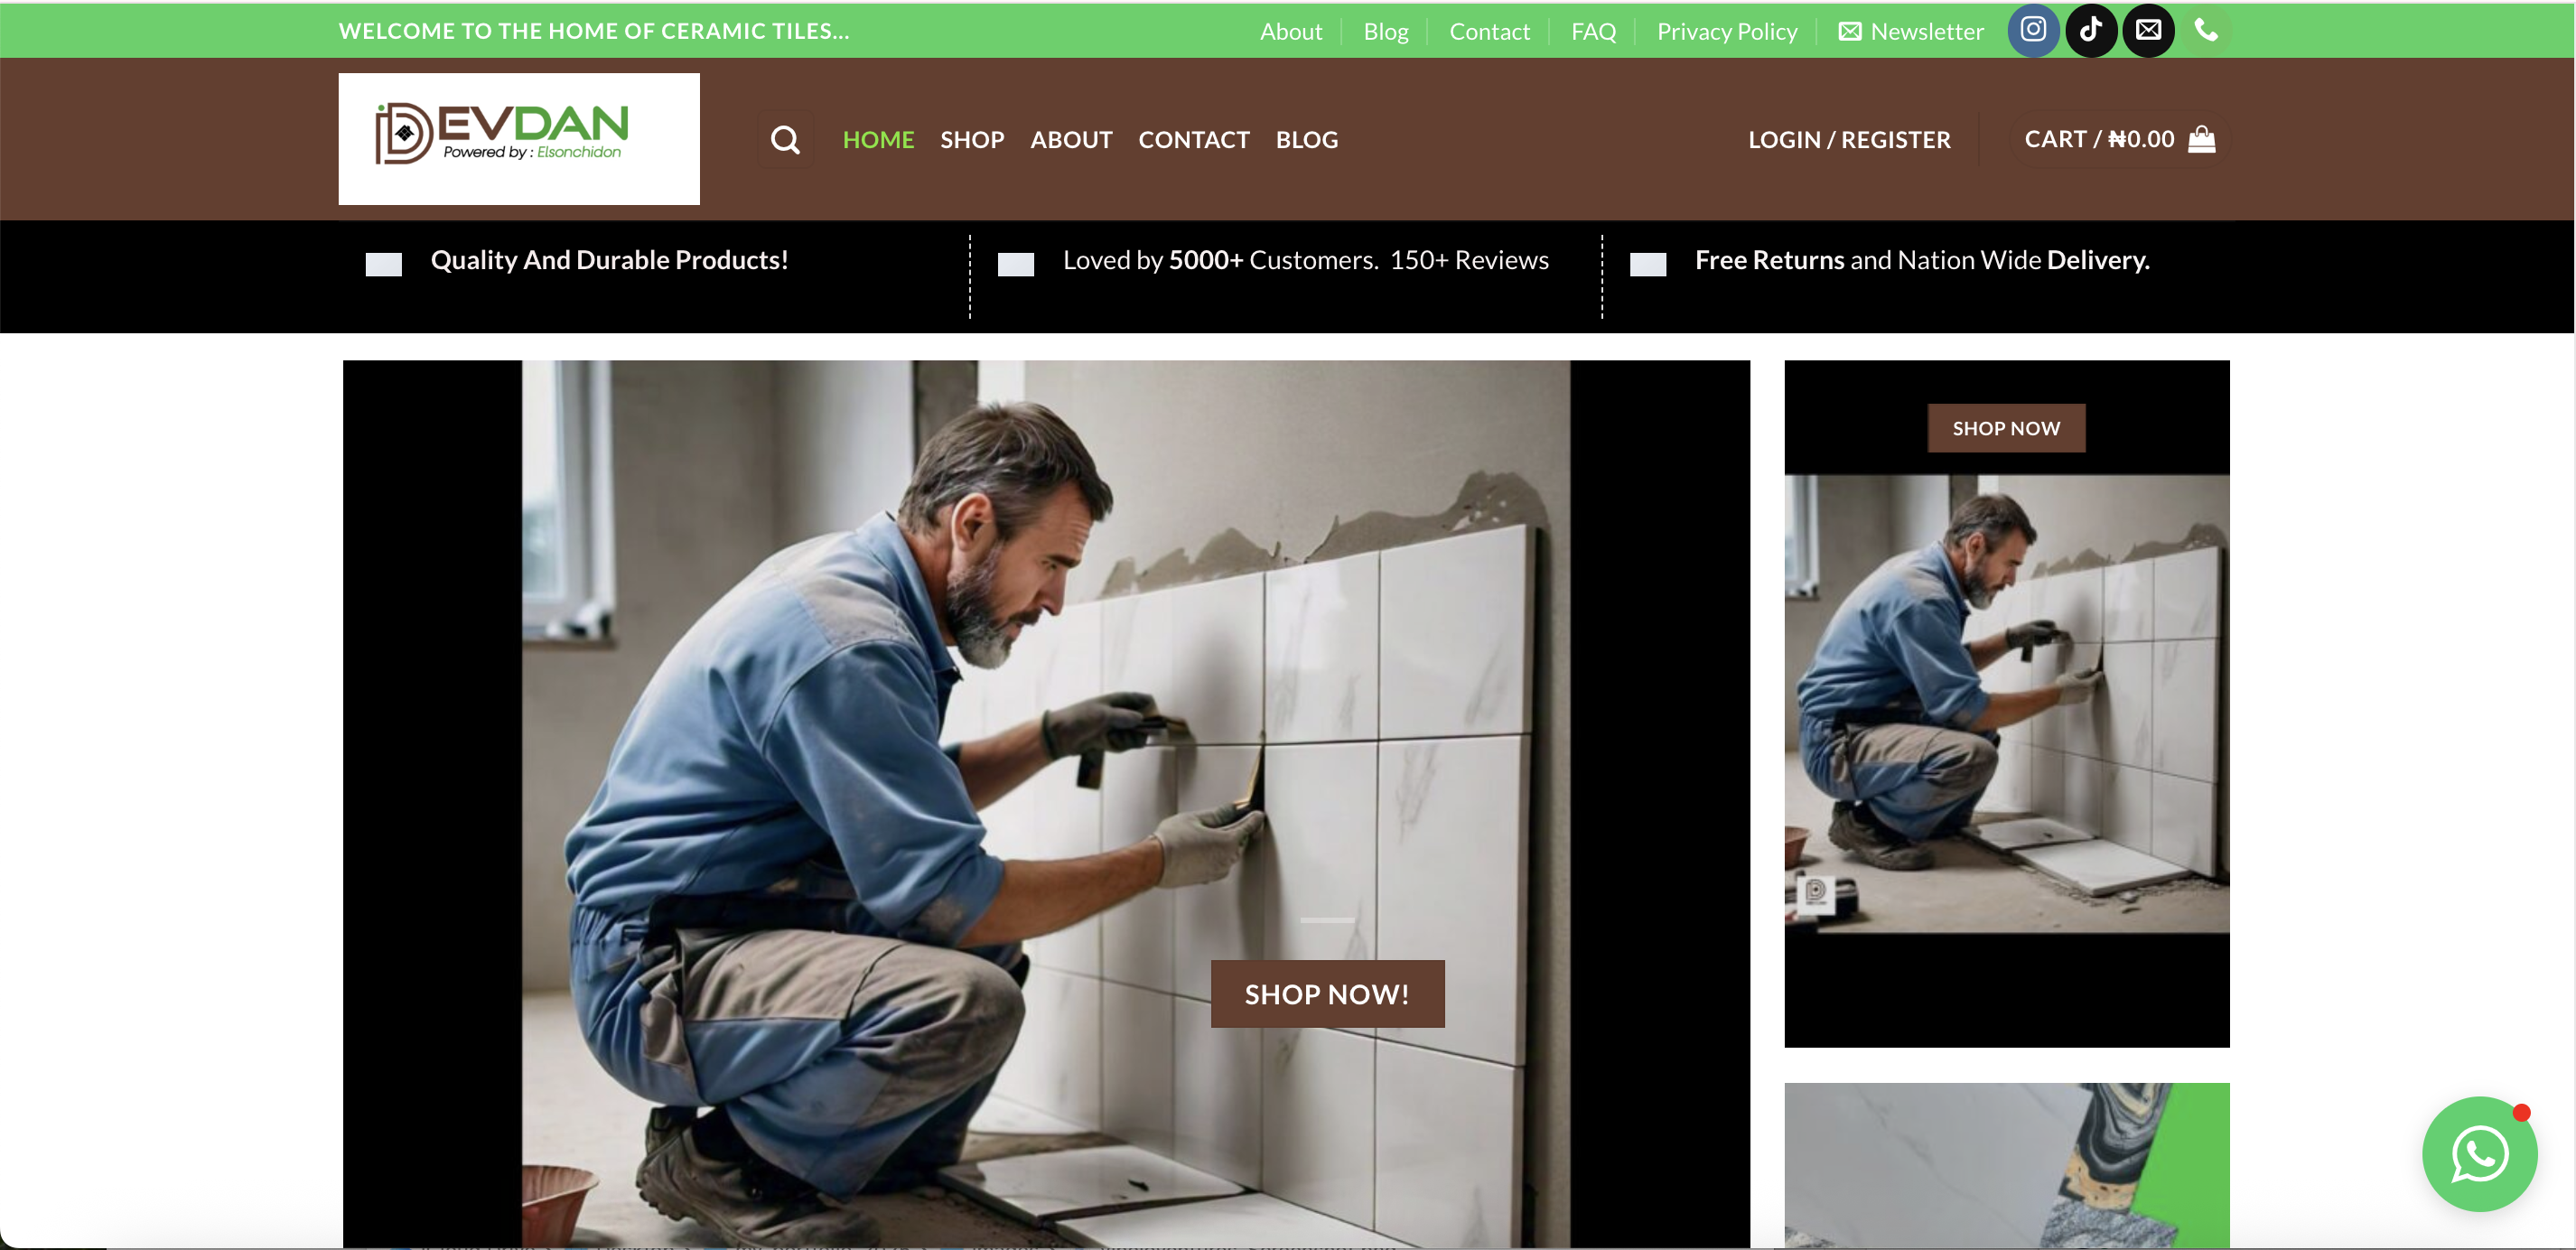 WELCOME TO THE HOME OF CERAMIC TILES...
About
Blog
Contact
FAQ
Privacy Policy
Newsletter
DEVDAN
Powered by : Elsonchidon
HOME
SHOP
ABOUT
CONTACT
BLOG
LOGIN / REGISTER
CART / ₦0.00
Quality And Durable Products!
Loved by 5000+ Customers. 150+ Reviews
Free Returns and Nation Wide Delivery.
SHOP NOW
SHOP NOW!